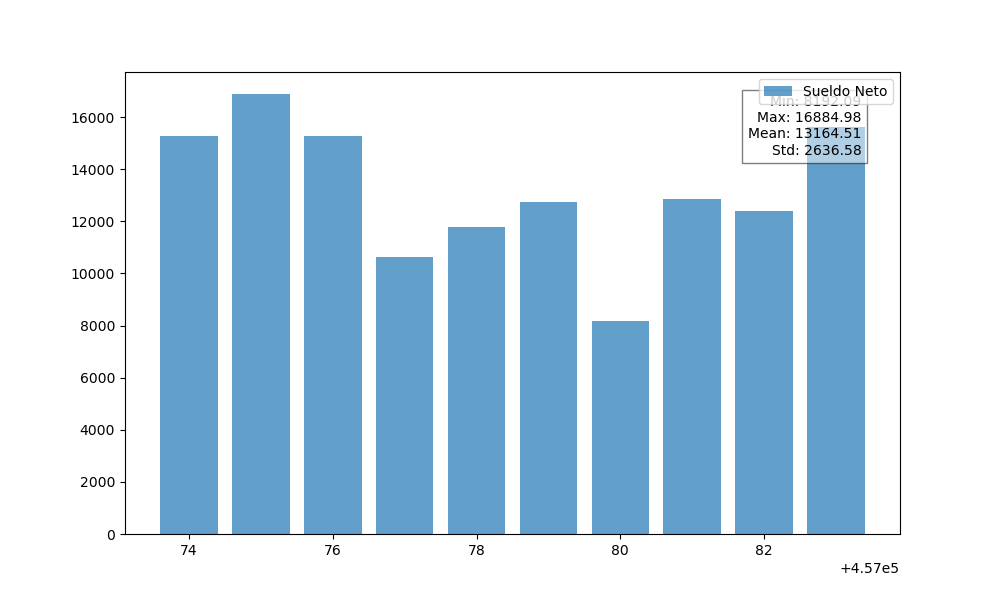 Sueldo Neto
Min: 8192.09
Max: 16884.98
Mean: 13164.51
Std: 2636.58
16000
14000
12000
10000
8000
6000
4000
2000
0
74 76 78 80 82
+4.57e5